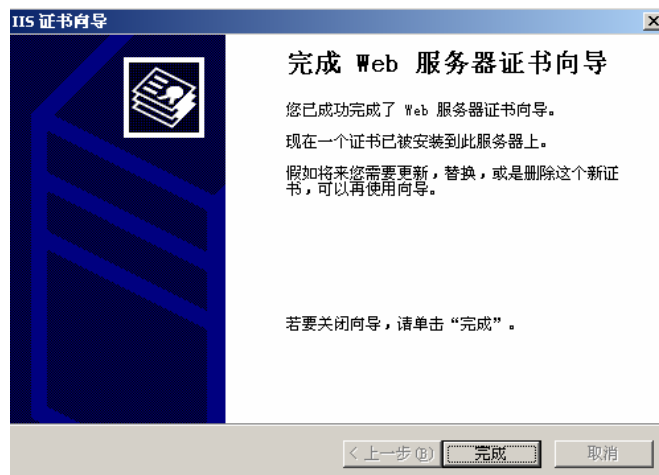 IIS 证书向导
完成 Web 服务器证书向导
您已成功完成了 Web 服务器证书向导。
现在一个证书已被安装到此服务器上。
假如将来您需要更新，替换，或是删除这个新证
书，可以再使用向导。
若要关闭向导，请单击“完成”。
< 上一步(B)
完成
取消